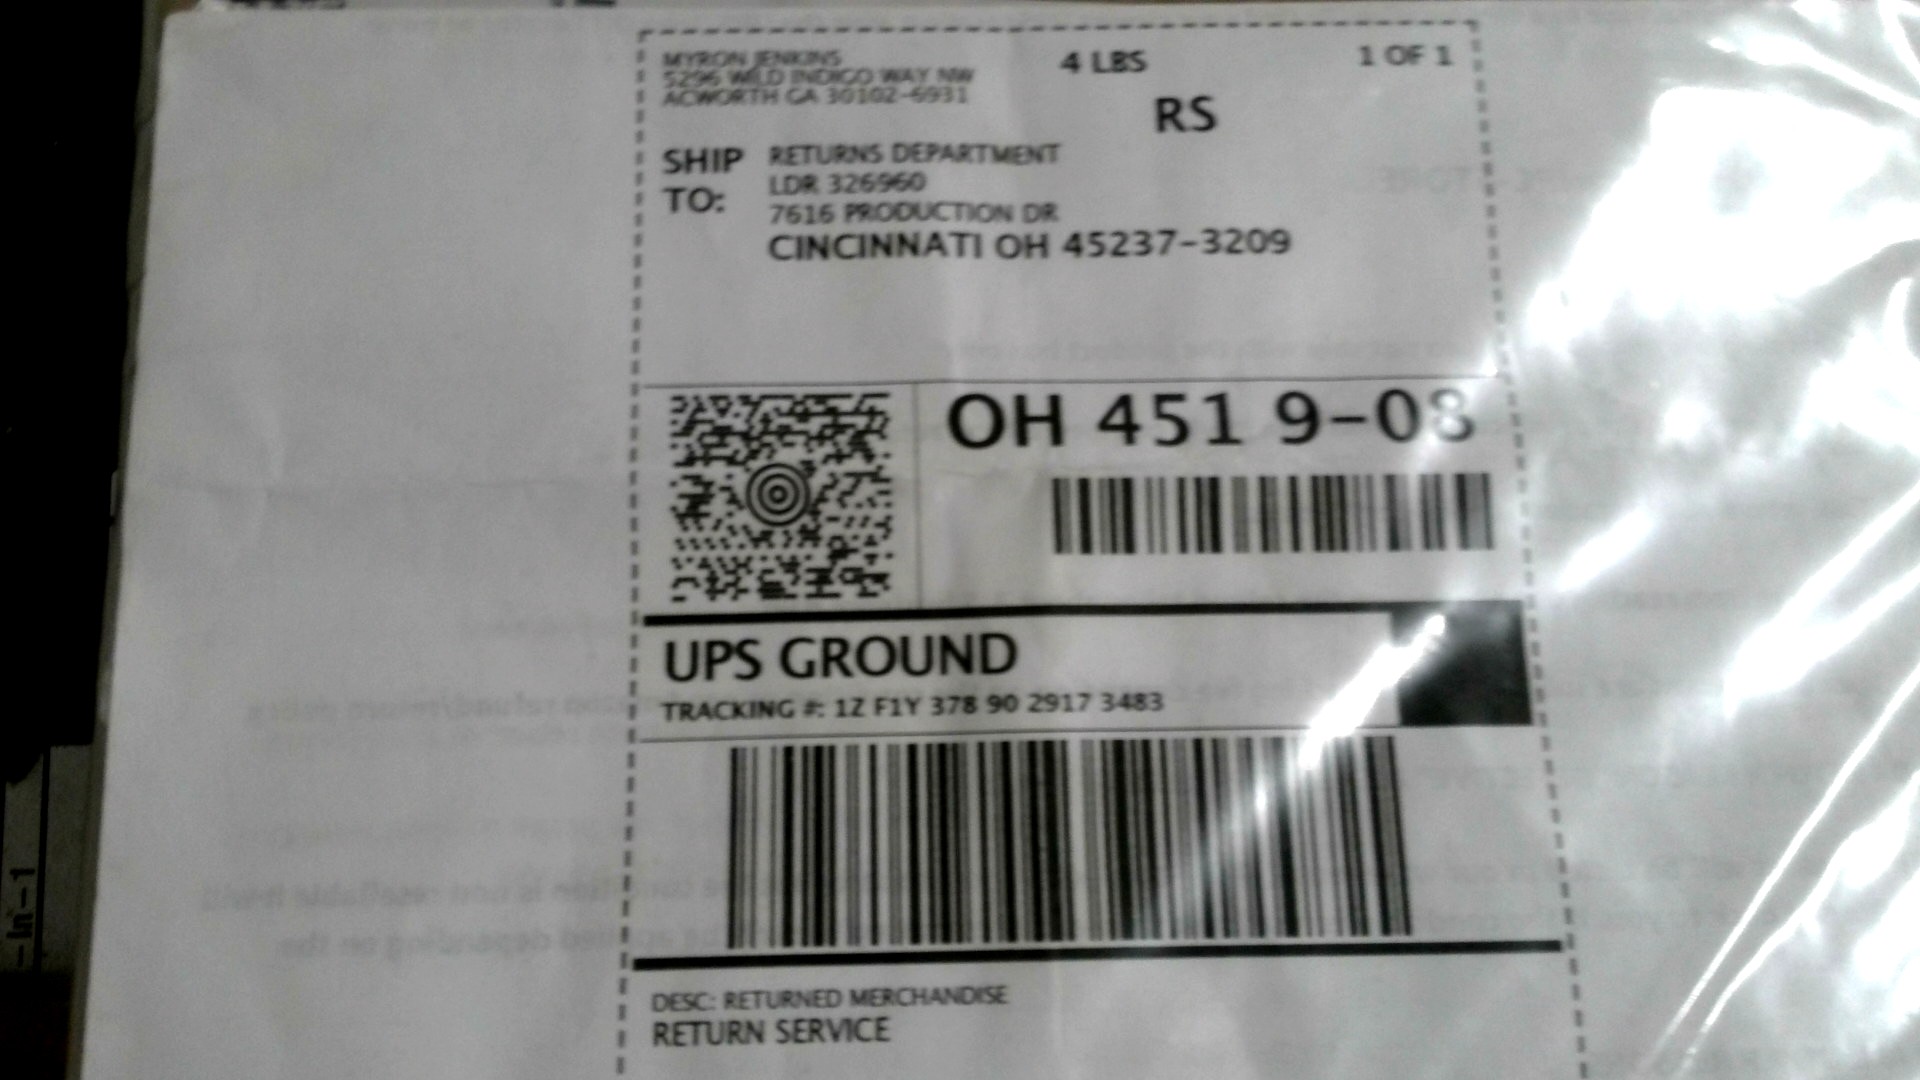 MYRON JENKINS
5296 WILD INDIGO WAY NW
ACWORTH GA 30102-6931
4 LBS
1 OF 1
RS
SHIP TO:
RETURNS DEPARTMENT
LDR 326960
7616 PRODUCTION DR
CINCINNATI OH 45237-3209
OH 451 9-08
UPS GROUND
TRACKING #: 1Z F1Y 378 90 2917 3483
DESC: RETURNED MERCHANDISE
RETURN SERVICE